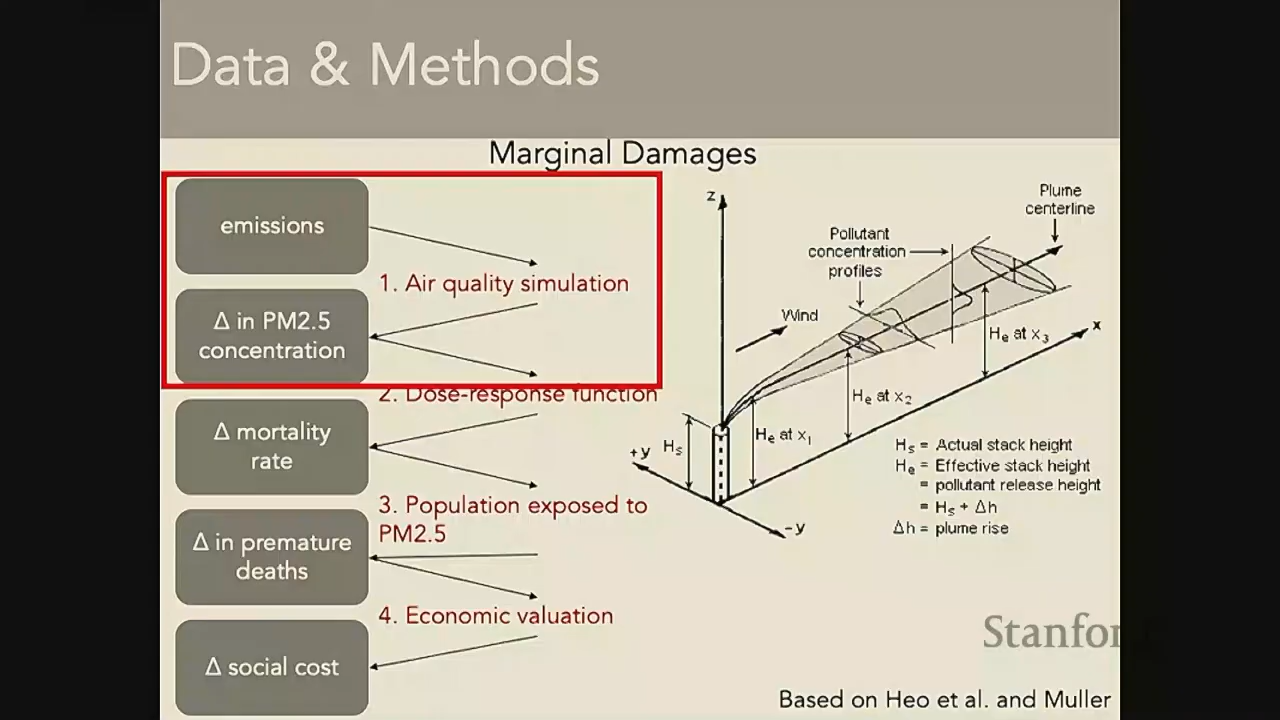 Data & Methods
Marginal Damages
emissions
1. Air quality simulation
Δ in PM2.5
concentration
2. Dose-response function
Δ mortality
rate
3. Population exposed to
PM2.5
Δ in premature
deaths
4. Economic valuation
Δ social cost
z
Plume
centerline
Pollutant
concentration
profiles
Wind
x
He at x3
He at x2
He at x1
Hs
+y
-y
Hs = Actual stack height
He = Effective stack height
= pollutant release height
= Hs + Δh
Δh = plume rise
Stanford
Based on Heo et al. and Muller